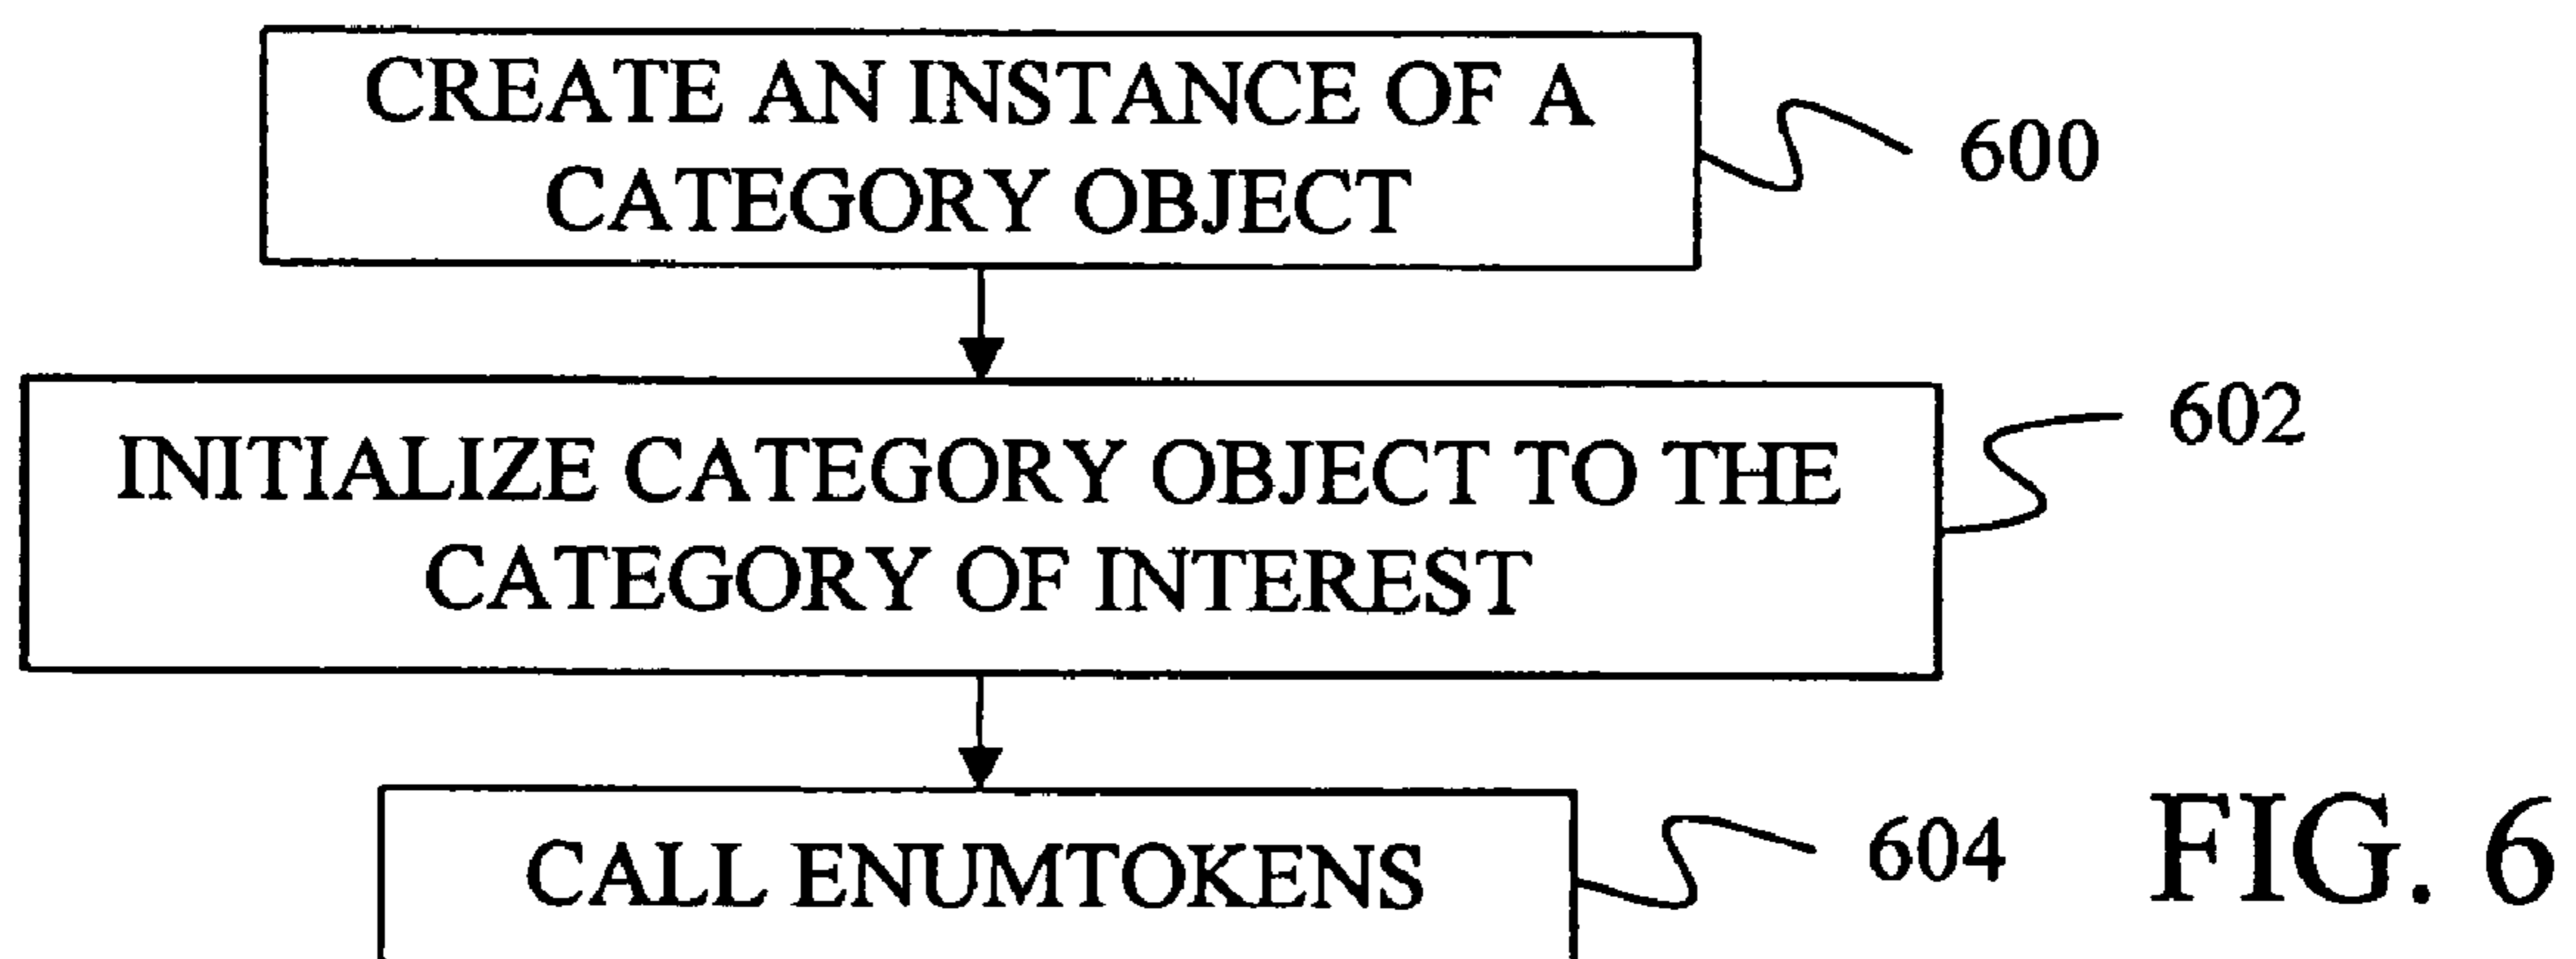 CREATE AN INSTANCE OF A
CATEGORY OBJECT
600
INITIALIZE CATEGORY OBJECT TO THE
CATEGORY OF INTEREST
602
CALL ENUMTOKENS
604
FIG. 6